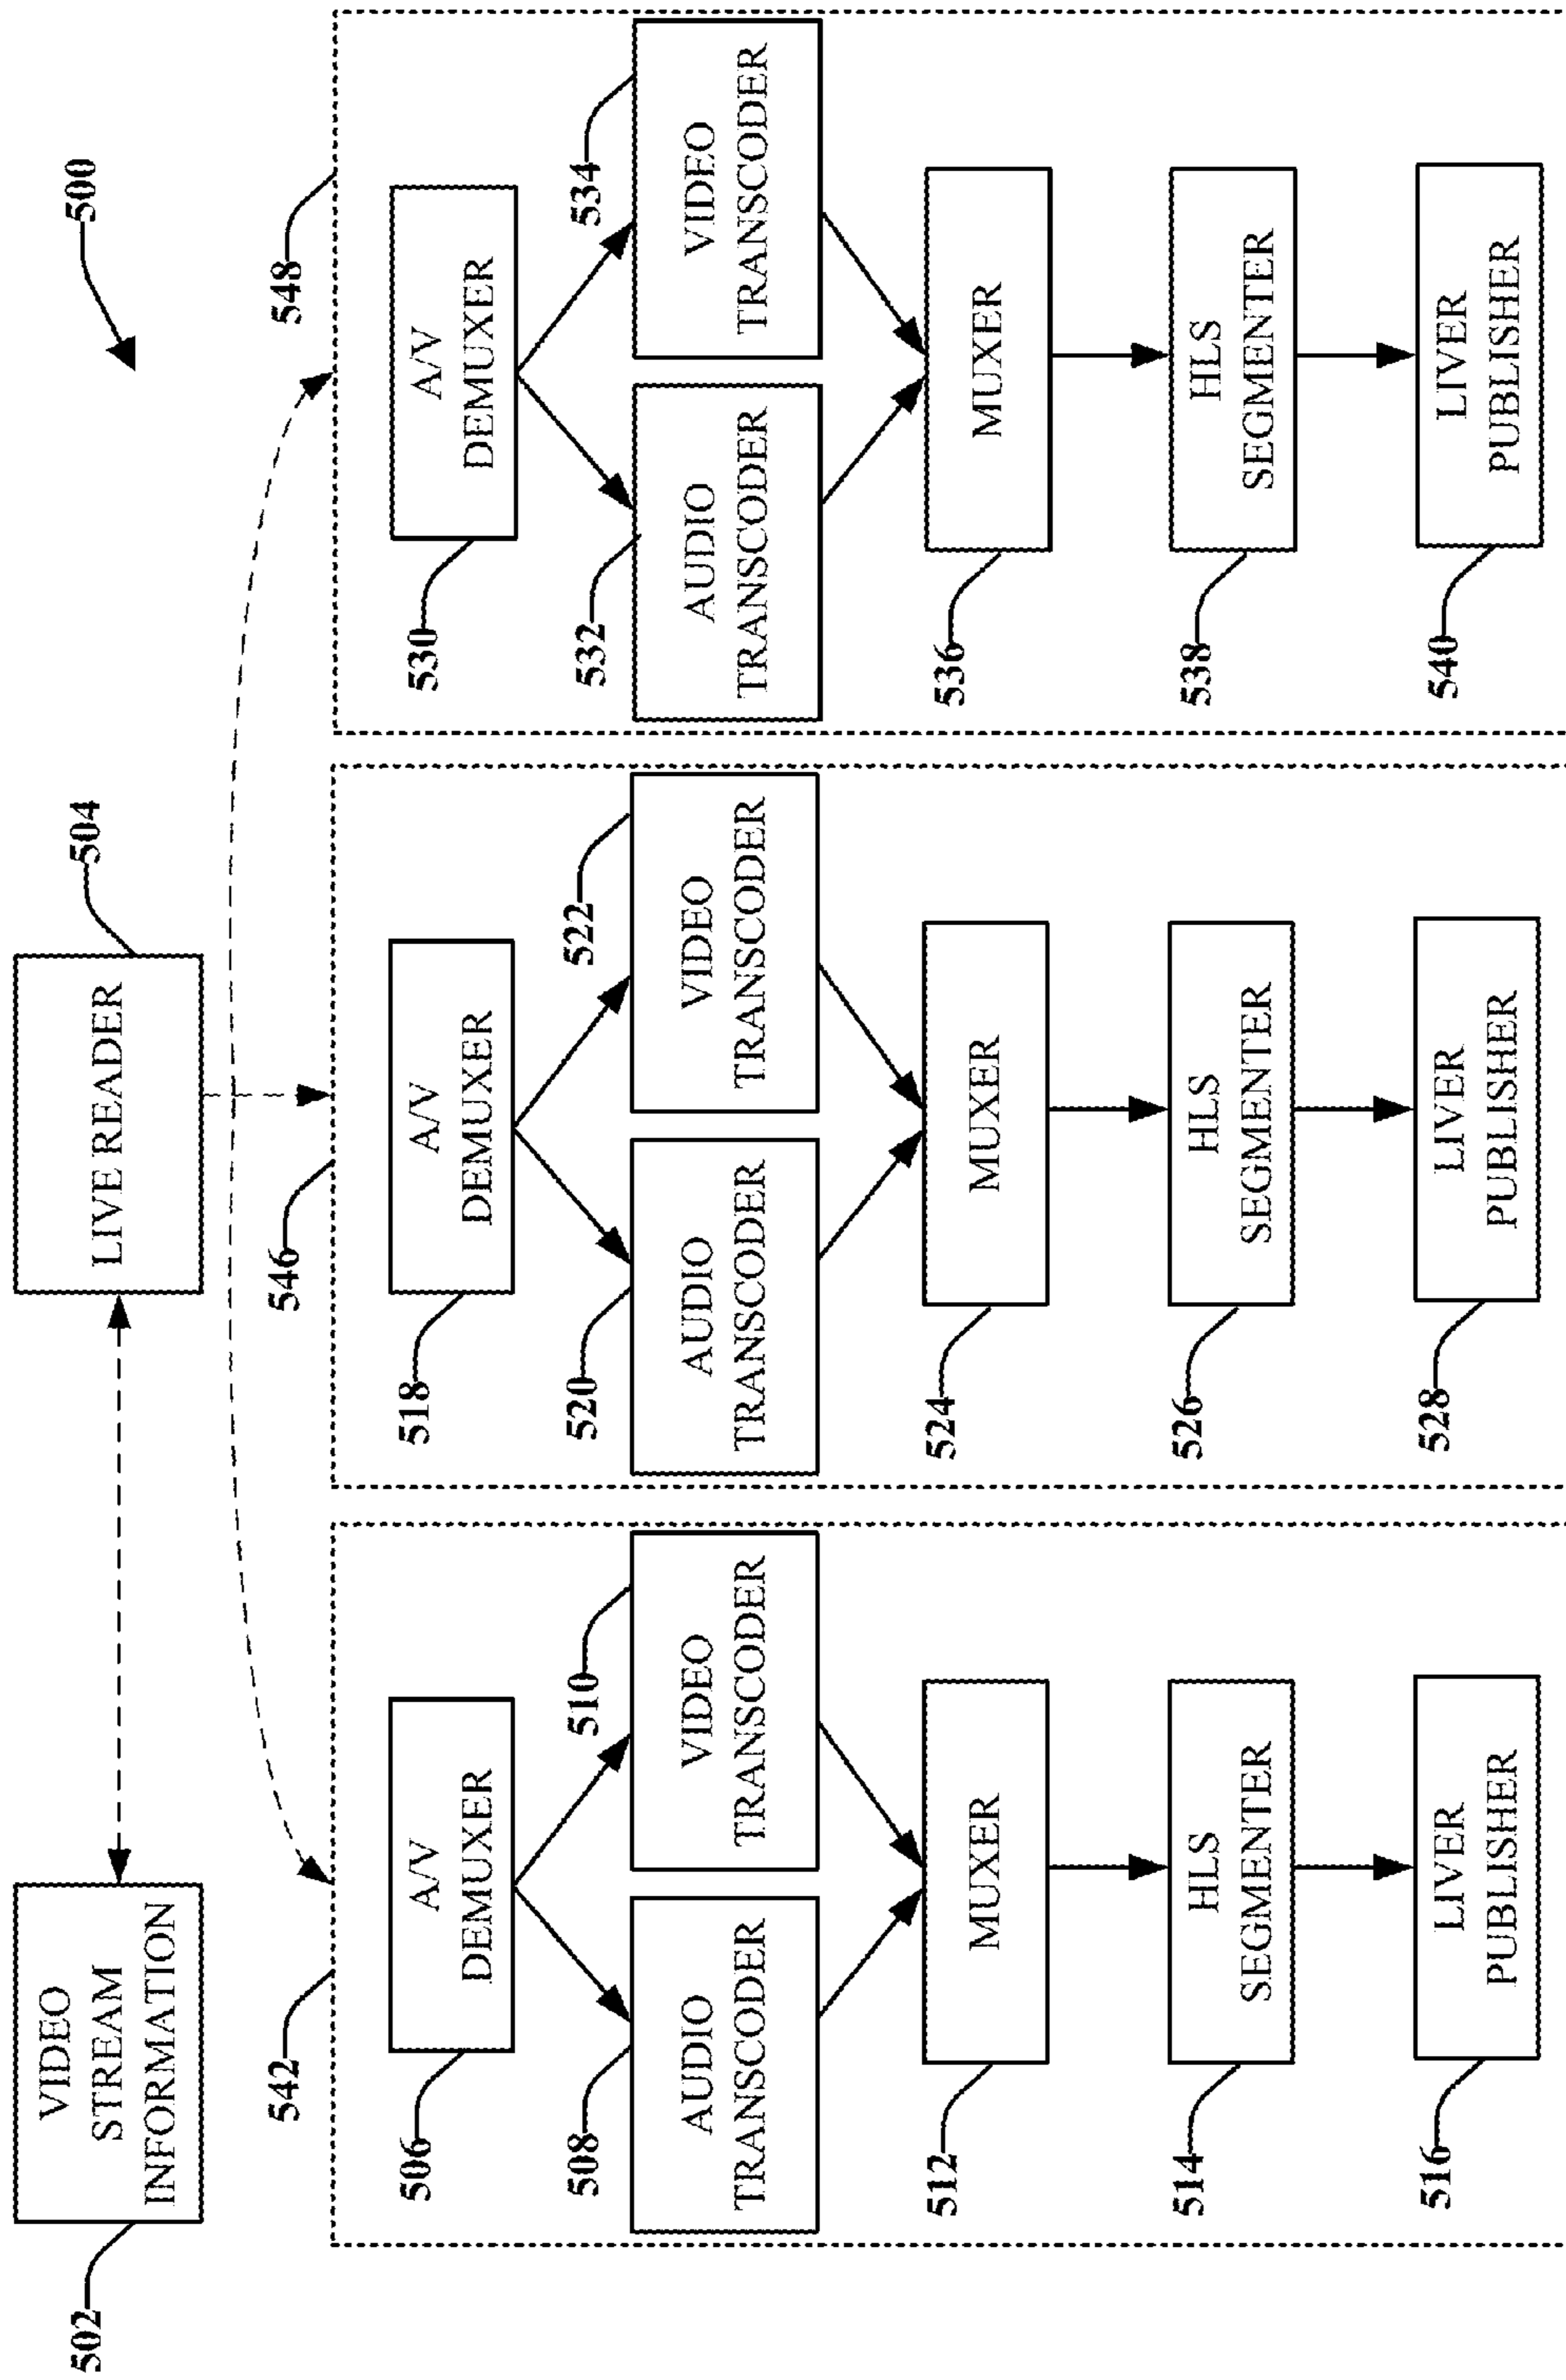 500
VIDEO
STREAM
INFORMATION
502
LIVE READER
504
542
A/V
DEMUXER
506
508
AUDIO
TRANSCODER
510
VIDEO
TRANSCODER
MUXER
512
HLS
SEGMENTER
514
LIVER
PUBLISHER
516
546
A/V
DEMUXER
518
520
AUDIO
TRANSCODER
522
VIDEO
TRANSCODER
MUXER
524
HLS
SEGMENTER
526
LIVER
PUBLISHER
528
548
A/V
DEMUXER
530
532
AUDIO
TRANSCODER
534
VIDEO
TRANSCODER
MUXER
536
HLS
SEGMENTER
538
LIVER
PUBLISHER
540